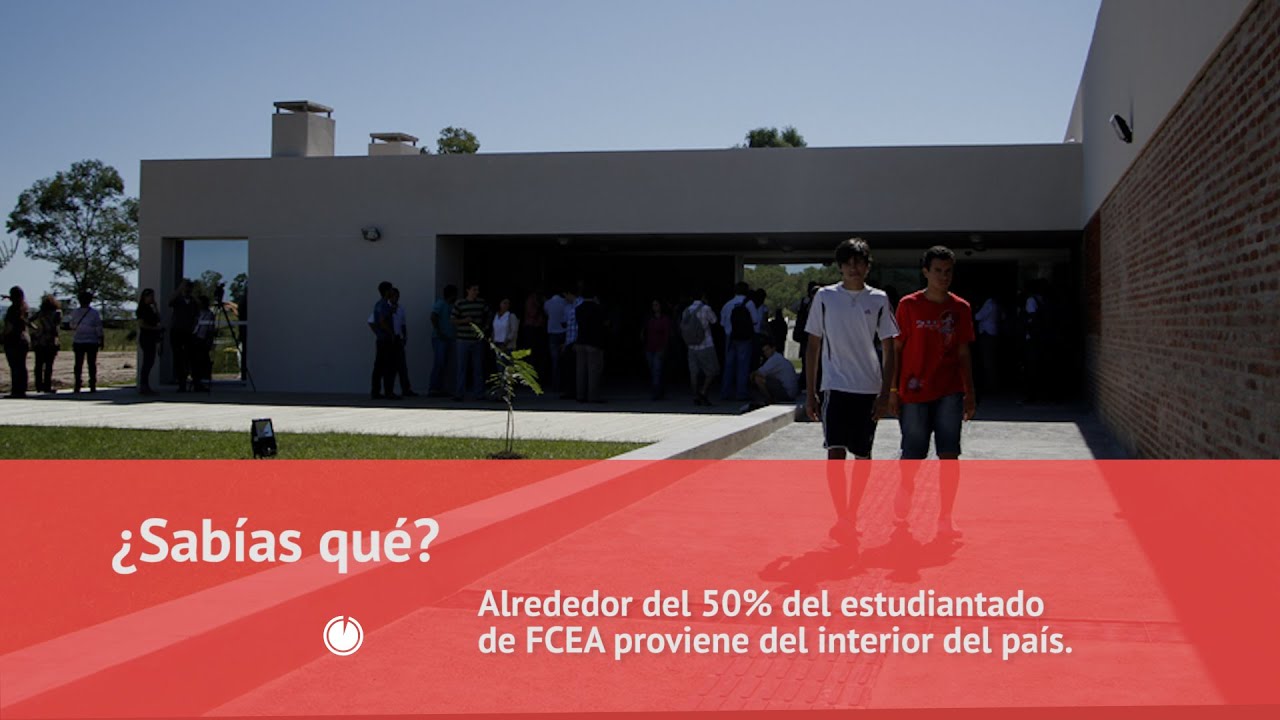 ¿Sabías qué?
Alrededor del 50% del estudiantado
de FCEA proviene del interior del país.